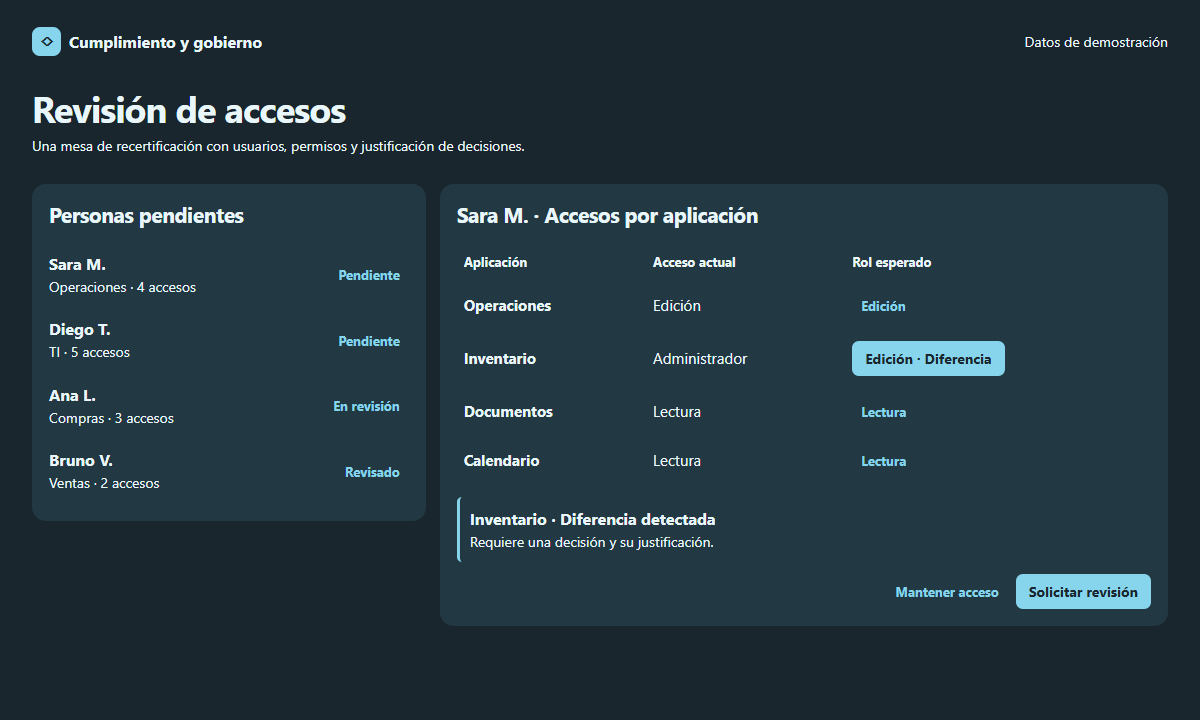 Cumplimiento y gobierno
Datos de demostración
Revisión de accesos
Una mesa de recertificación con usuarios, permisos y justificación de decisiones.
Personas pendientes
Sara M.
Operaciones · 4 accesos
Pendiente
Diego T.
TI · 5 accesos
Pendiente
Ana L.
Compras · 3 accesos
En revisión
Bruno V.
Ventas · 2 accesos
Revisado
Sara M. · Accesos por aplicación
Aplicación Acceso actual Rol esperado
Operaciones Edición Edición
Inventario Administrador Edición · Diferencia
Documentos Lectura Lectura
Calendario Lectura Lectura
Inventario · Diferencia detectada
Requiere una decisión y su justificación.
Mantener acceso Solicitar revisión